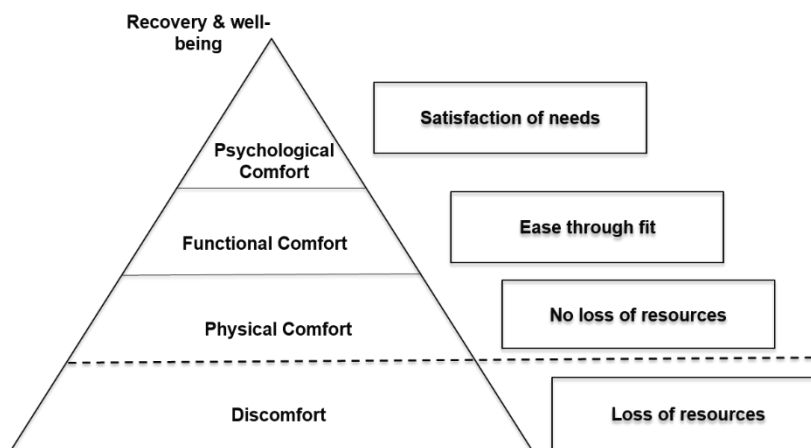 Recovery & well-
being
Satisfaction of needs
Psychological
Comfort
Ease through fit
Functional Comfort
No loss of resources
Physical Comfort
Discomfort
Loss of resources